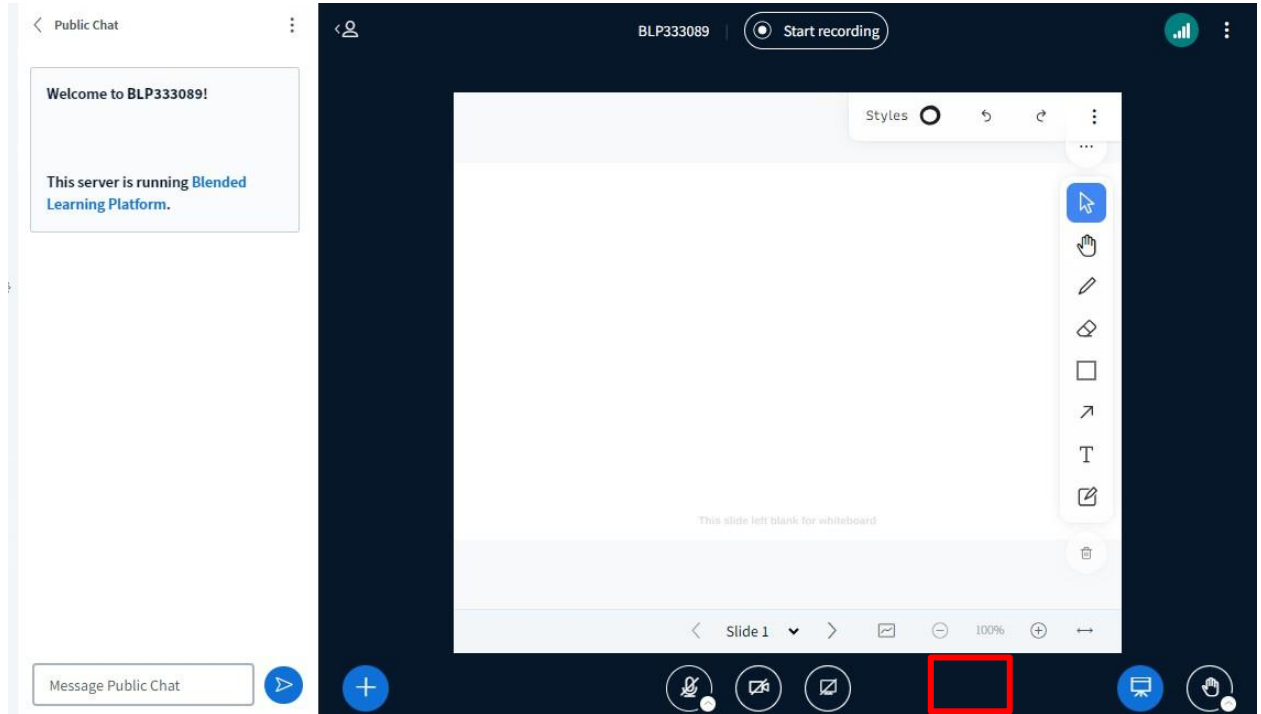 Public Chat
Welcome to BLP333089!
This server is running Blended
Learning Platform.
Message Public Chat
BLP333089
Start recording
Styles
T
This slide left blank for whiteboard
Slide 1
100%